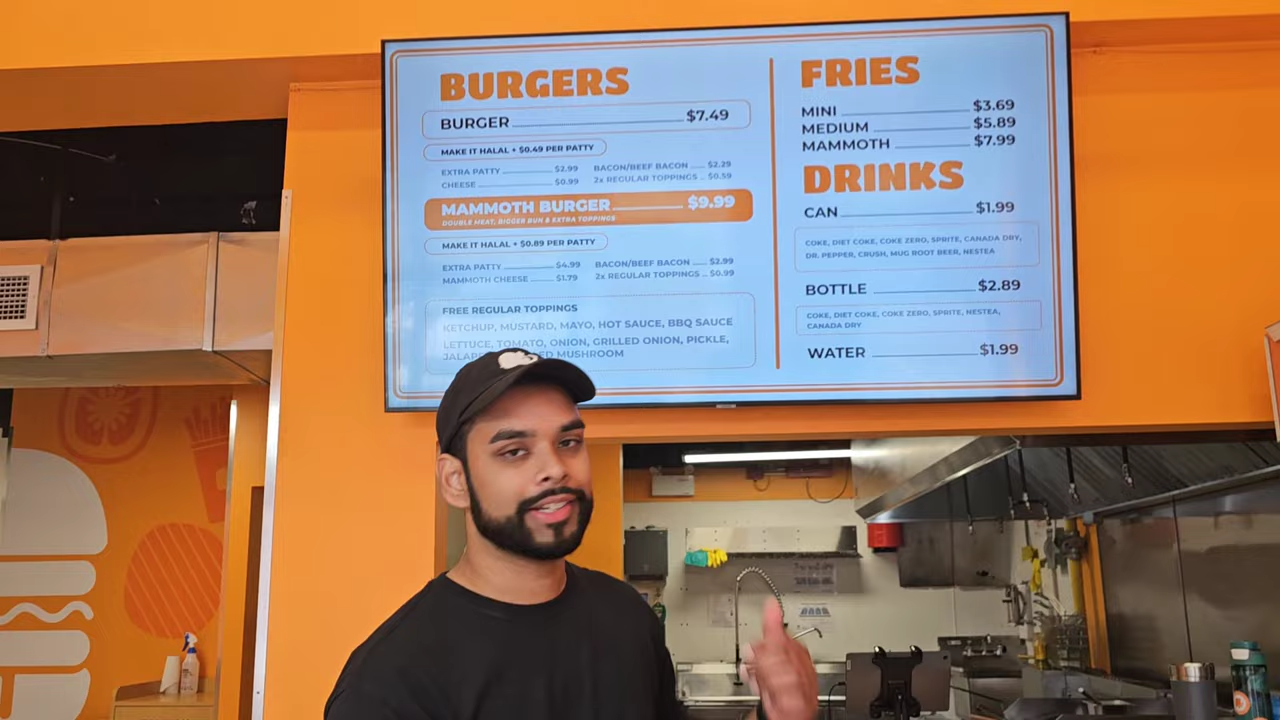 BURGERS
BURGER $7.49
MAKE IT HALAL + $0.49 PER PATTY
EXTRA PATTY $2.99 BACON/BEEF BACON $2.29
CHEESE $0.99 2x REGULAR TOPPINGS $0.59
MAMMOTH BURGER $9.99
DOUBLE MEAT, BIGGER BUN & EXTRA TOPPINGS
MAKE IT HALAL + $0.89 PER PATTY
EXTRA PATTY $4.99 BACON/BEEF BACON $2.99
MAMMOTH CHEESE $1.79 2x REGULAR TOPPINGS $0.99
FREE REGULAR TOPPINGS
KETCHUP, MUSTARD, MAYO, HOT SAUCE, BBQ SAUCE
LETTUCE, TOMATO, ONION, GRILLED ONION, PICKLE,
MUSHROOM
FRIES
MINI $3.69
MEDIUM $5.89
MAMMOTH $7.99
DRINKS
CAN $1.99
COKE, DIET COKE, COKE ZERO, SPRITE, CANADA DRY,
DR. PEPPER, CRUSH, MUG ROOT BEER, NESTEA
BOTTLE $2.89
COKE, DIET COKE, COKE ZERO, SPRITE, NESTEA,
CANADA DRY
WATER $1.99